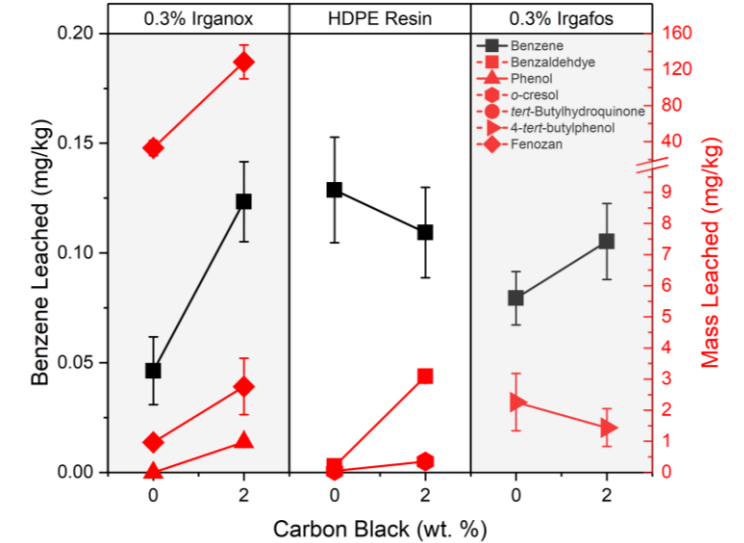 0.3% Irganox
HDPE Resin
0.3% Irgafos
0.20
0.15
0.10
0.05
0.00
Benzene Leached (mg/kg)
Benzene
Benzaldehdye
Phenol
o-cresol
tert-Butylhydroquinone
4-tert-butylphenol
Fenozan
160
120
80
40
9
8
7
6
5
4
3
2
1
0
Mass Leached (mg/kg)
0 2 0 2 0 2
Carbon Black (wt. %)